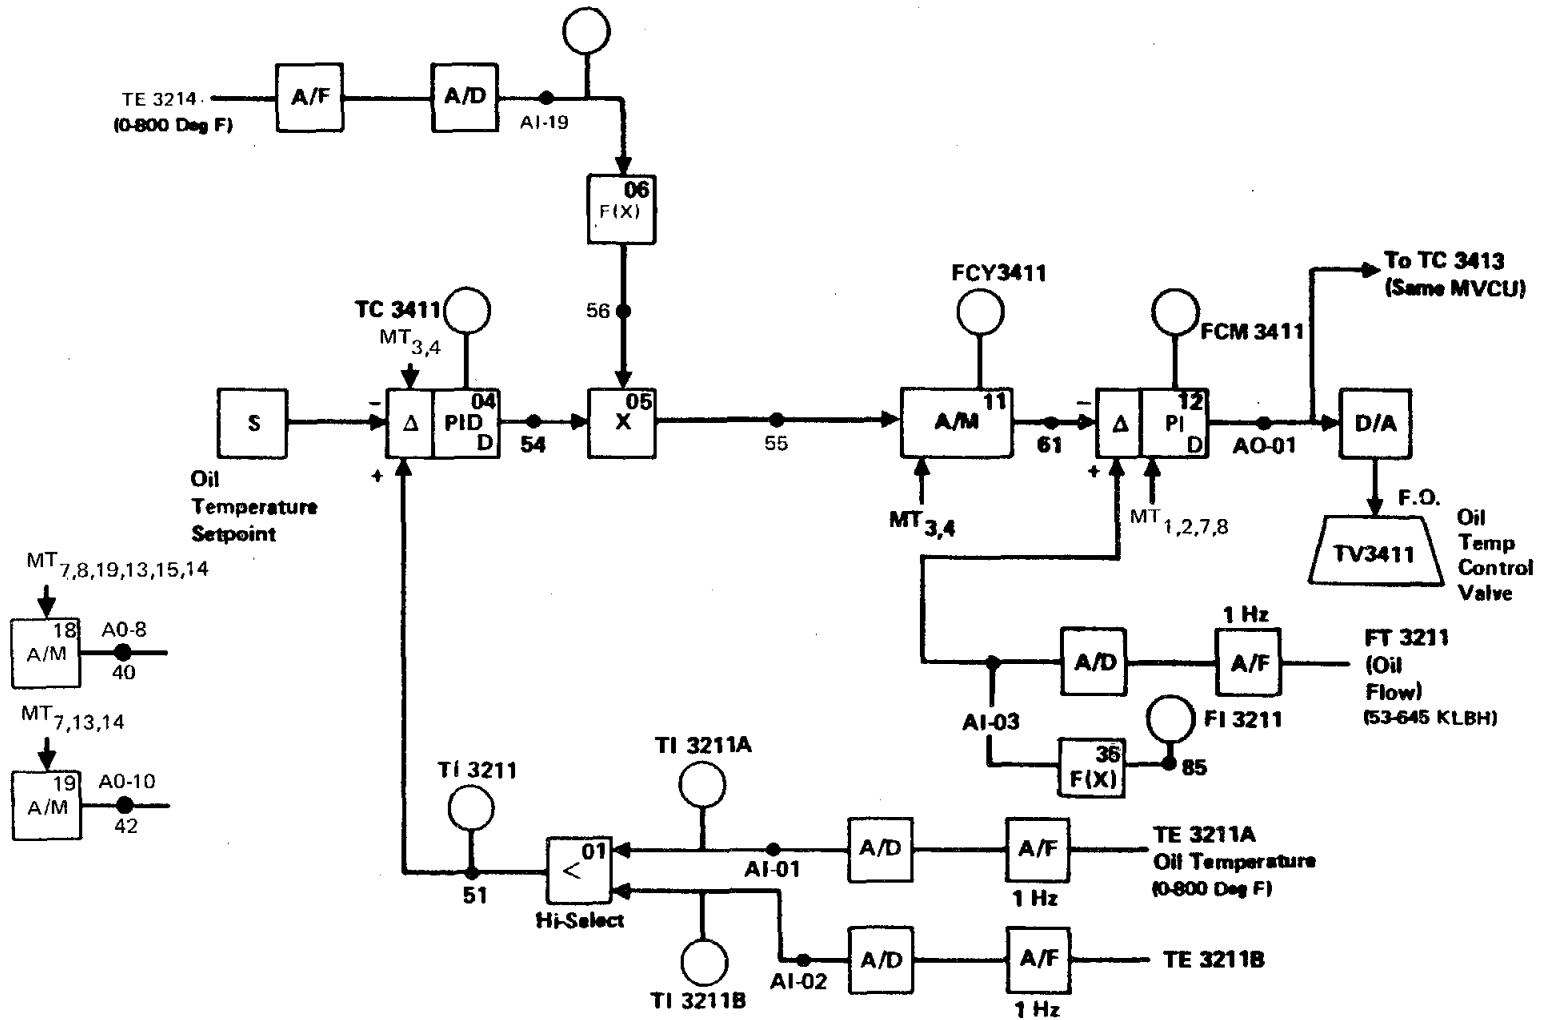 TE 3214
(0-800 Deg F)
A/F
A/D
AI-19
06
F(X)
56
TC 3411
MT3,4
S
Oil
Temperature
Setpoint
−
+
Δ
04
PID
D
54
05
X
55
FCY3411
11
A/M
MT3,4
61
−
+
Δ
12
PI
D
MT1,2,7,8
FCM 3411
AO-01
To TC 3413
(Same MVCU)
D/A
F.O.
TV3411
Oil
Temp
Control
Valve
MT7,8,19,13,15,14
18
A/M
A0-8
40
MT7,13,14
19
A/M
A0-10
42
1 Hz
A/D
A/F
FT 3211
(Oil
Flow)
(53-645 KLBH)
AI-03
36
F(X)
FI 3211
85
TI 3211
51
01
<
Hi-Select
TI 3211A
AI-01
A/D
A/F
1 Hz
TE 3211A
Oil Temperature
(0-800 Deg F)
TI 3211B
AI-02
A/D
A/F
1 Hz
TE 3211B